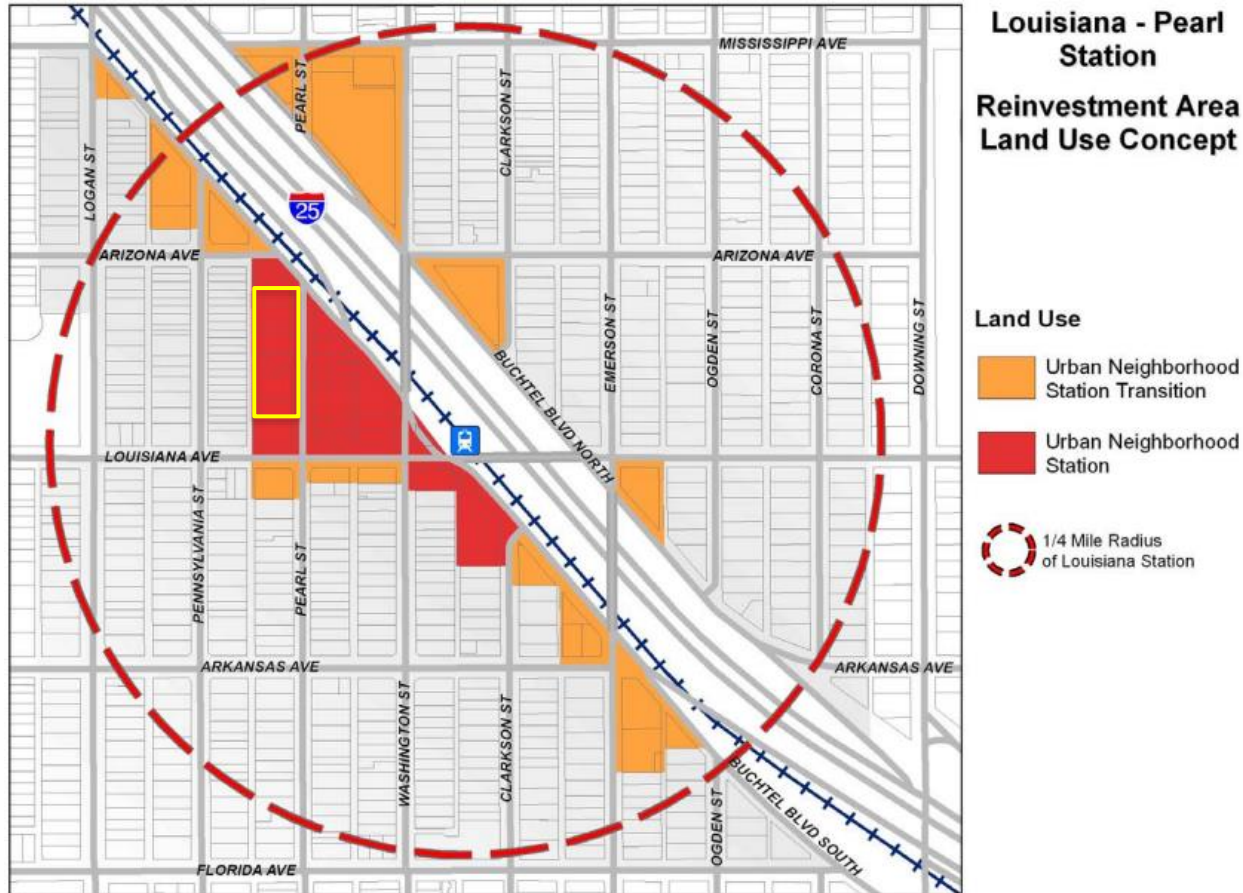 Louisiana - Pearl
Station
Reinvestment Area
Land Use Concept
MISSISSIPPI AVE
PEARL ST
CLARKSON ST
LOGAN ST
25
ARIZONA AVE
ARIZONA AVE
EMERSON ST
OGDEN ST
CORONA ST
DOWNING ST
BUCHTEL BLVD NORTH
LOUISIANA AVE
PENNSYLVANIA ST
PEARL ST
ARKANSAS AVE
ARKANSAS AVE
WASHINGTON ST
CLARKSON ST
OGDEN ST
BUCHTEL BLVD SOUTH
FLORIDA AVE
Land Use
Urban Neighborhood
Station Transition
Urban Neighborhood
Station
1/4 Mile Radius
of Louisiana Station